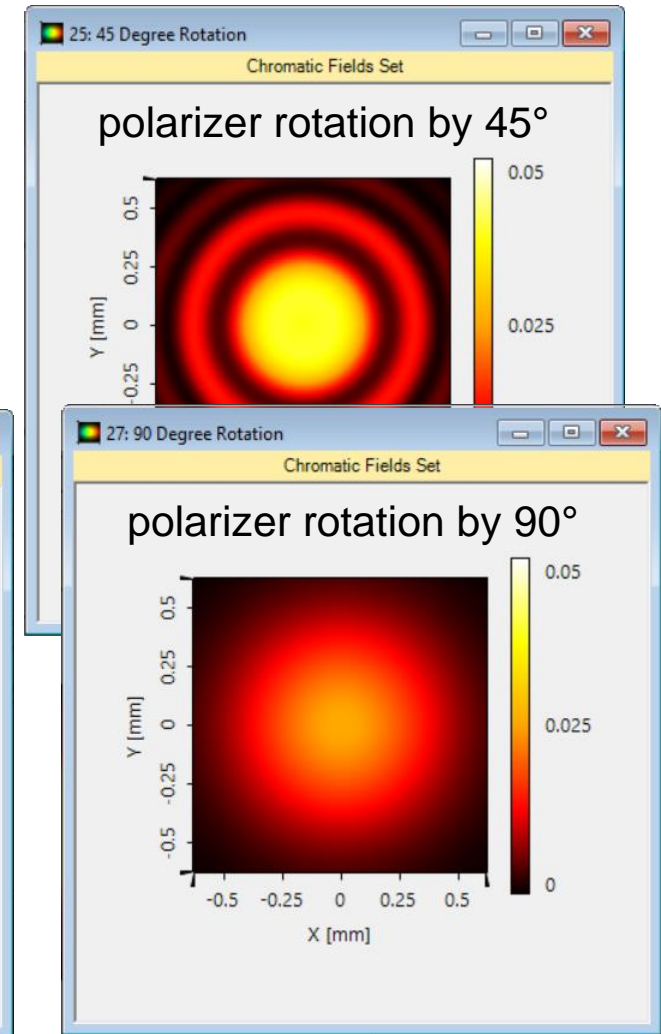 25: 45 Degree Rotation
Chromatic Fields Set
polarizer rotation by 45°
0.05
0.025
Y [mm]
0.5
0.25
0
-0.25
27: 90 Degree Rotation
Chromatic Fields Set
polarizer rotation by 90°
0.05
0.025
0
Y [mm]
0.5
0.25
0
-0.25
-0.5
-0.5 -0.25 0 0.25 0.5
X [mm]